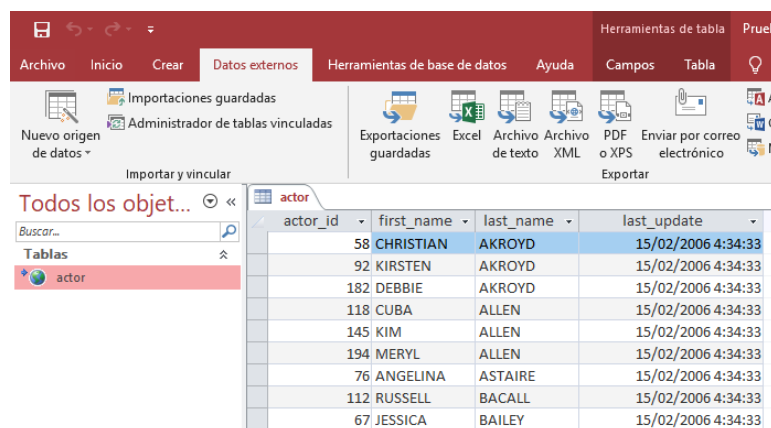 Herramientas de tabla
Archivo Inicio Crear Datos externos Herramientas de base de datos Ayuda Campos Tabla
Nuevo origen de datos
Importaciones guardadas
Administrador de tablas vinculadas
Importar y vincular
Exportaciones guardadas
Excel
Archivo de texto
Archivo XML
PDF o XPS
Enviar por correo electrónico
Exportar
Todos los objet...
Buscar...
Tablas
actor
actor
actor_id first_name last_name last_update
58 CHRISTIAN AKROYD 15/02/2006 4:34:33
92 KIRSTEN AKROYD 15/02/2006 4:34:33
182 DEBBIE AKROYD 15/02/2006 4:34:33
118 CUBA ALLEN 15/02/2006 4:34:33
145 KIM ALLEN 15/02/2006 4:34:33
194 MERYL ALLEN 15/02/2006 4:34:33
76 ANGELINA ASTAIRE 15/02/2006 4:34:33
112 RUSSELL BACALL 15/02/2006 4:34:33
67 JESSICA BAILEY 15/02/2006 4:34:33